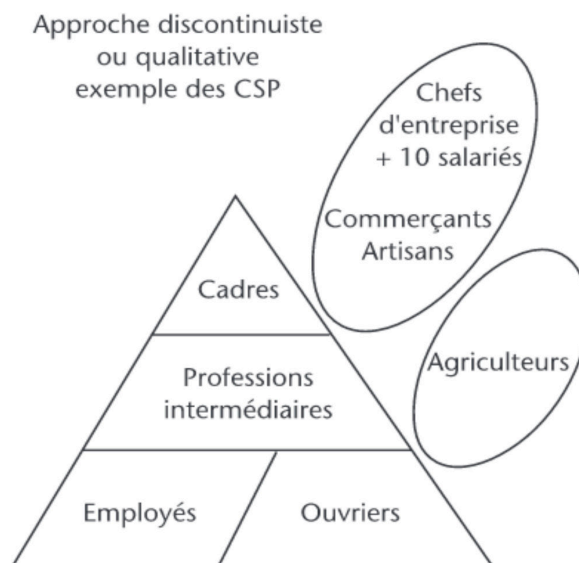 Approche discontinuiste
ou qualitative
exemple des CSP
Chefs
d'entreprise
+ 10 salariés
Commerçants
Artisans
Cadres
Agriculteurs
Professions
intermédiaires
Employés
Ouvriers